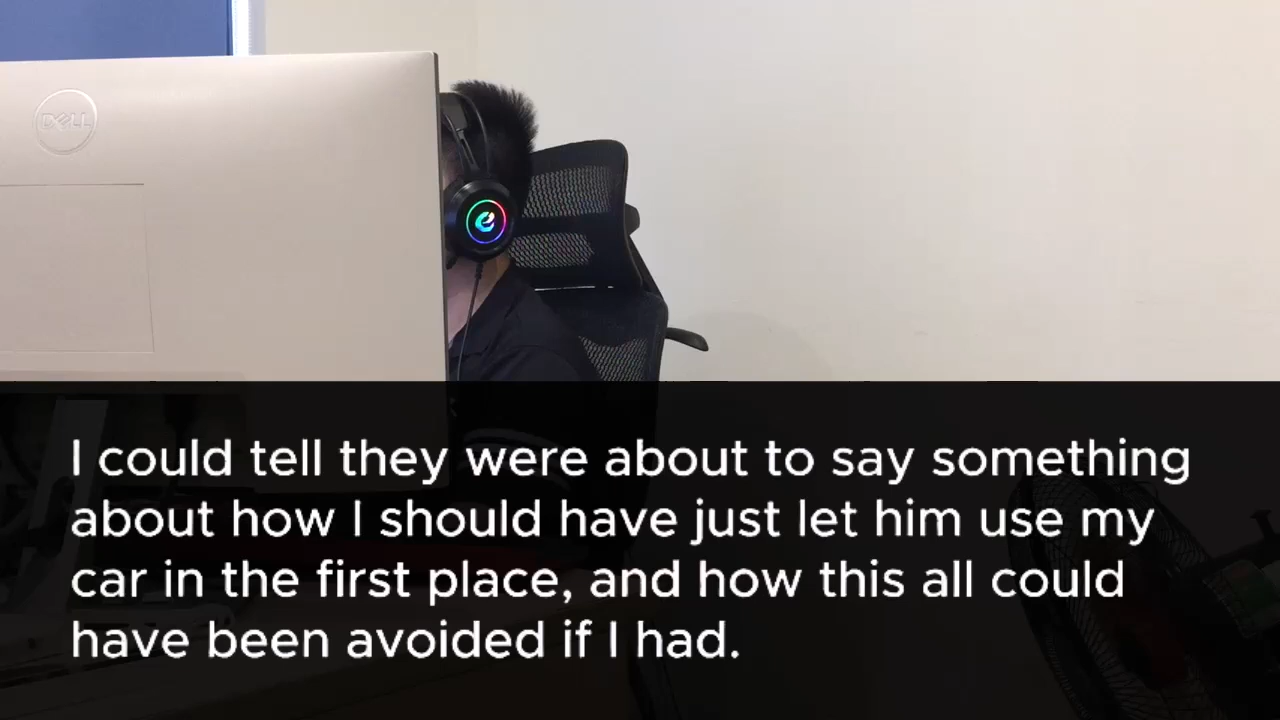 DELL
I could tell they were about to say something
about how I should have just let him use my
car in the first place, and how this all could
have been avoided if I had.